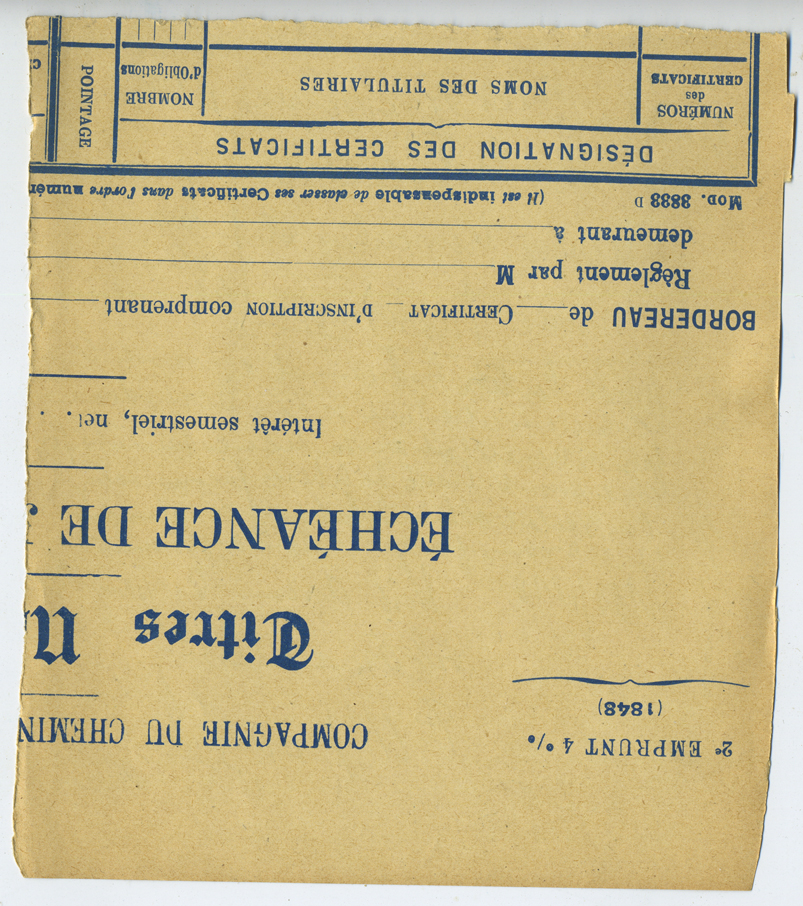 2e EMPRUNT 4 %
(1848)
COMPAGNIE DU CHEMIN
Titres
ÉCHÉANCE DE
Intérêt semestriel, net . .
BORDEREAU de CERTIFICAT D'INSCRIPTION comprenant
Règlement par M
demeurant à
MOD. 3833 D (Il est indispensable de classer ses Certificats dans l'ordre numér
DÉSIGNATION DES CERTIFICATS
NUMÉROS des CERTIFICATS
NOMS DES TITULAIRES
NOMBRE d'Obligations
POINTAGE